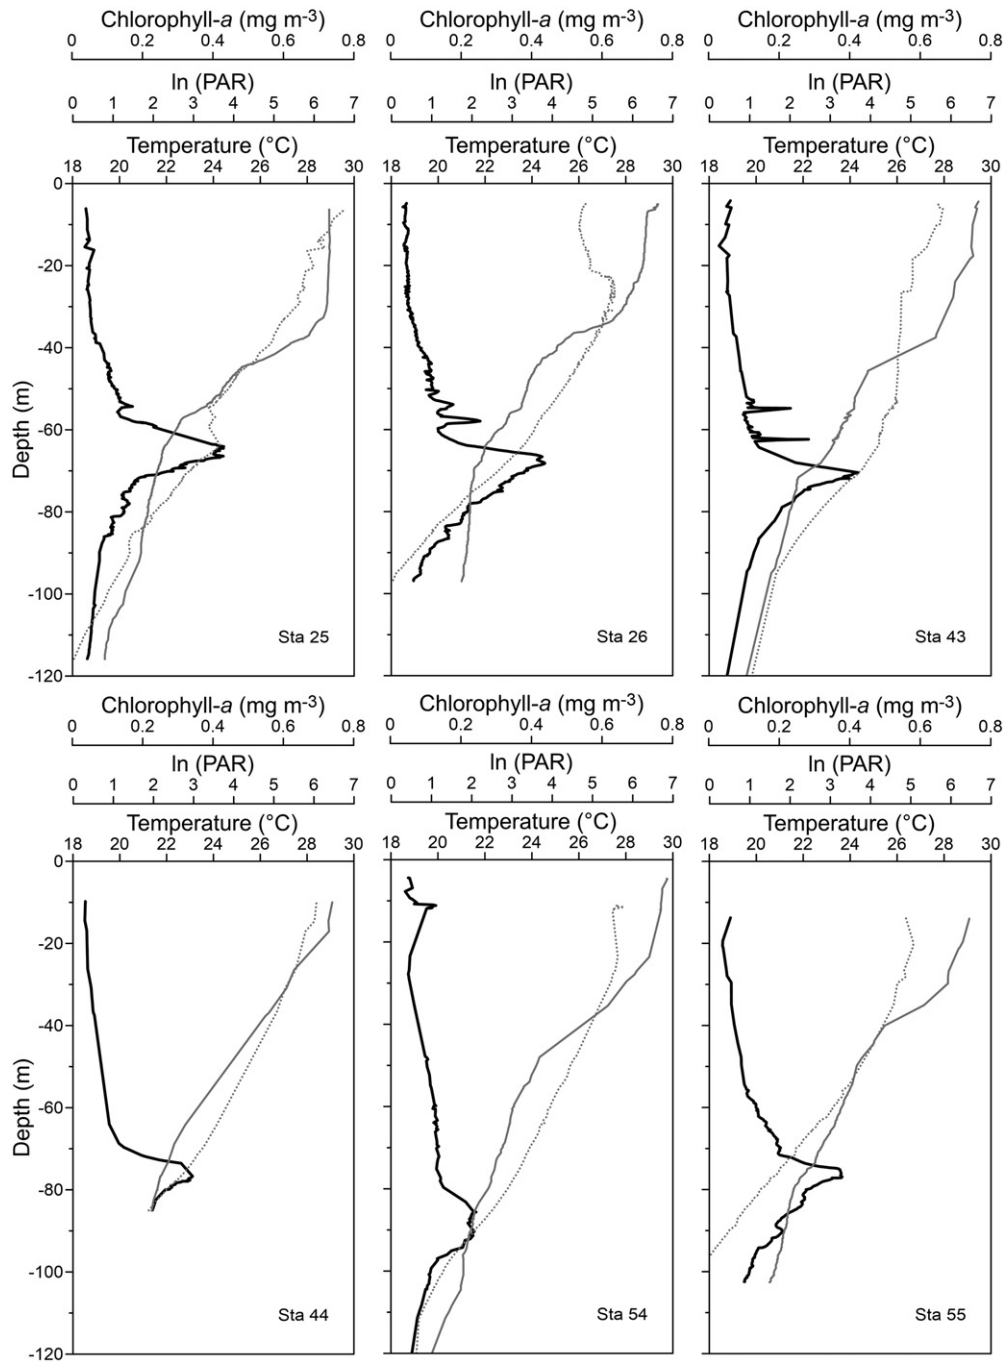 Chlorophyll-a (mg m-3) Chlorophyll-a (mg m-3) Chlorophyll-a (mg m-3)
0 0.2 0.4 0.6 0.8 0 0.2 0.4 0.6 0.8 0 0.2 0.4 0.6 0.8
ln (PAR) ln (PAR) ln (PAR)
0 1 2 3 4 5 6 7 0 1 2 3 4 5 6 7 0 1 2 3 4 5 6 7
Temperature (°C) Temperature (°C) Temperature (°C)
18 20 22 24 26 28 30 18 20 22 24 26 28 30 18 20 22 24 26 28 30
0
-20
-40
Depth (m)
-60
-80
-100
Sta 25 Sta 26 Sta 43
-120
Chlorophyll-a (mg m-3) Chlorophyll-a (mg m-3) Chlorophyll-a (mg m-3)
0 0.2 0.4 0.6 0.8 0 0.2 0.4 0.6 0.8 0 0.2 0.4 0.6 0.8
ln (PAR) ln (PAR) ln (PAR)
0 1 2 3 4 5 6 7 0 1 2 3 4 5 6 7 0 1 2 3 4 5 6 7
Temperature (°C) Temperature (°C) Temperature (°C)
18 20 22 24 26 28 30 18 20 22 24 26 28 30 18 20 22 24 26 28 30
0
-20
-40
Depth (m)
-60
-80
-100
Sta 44 Sta 54 Sta 55
-120